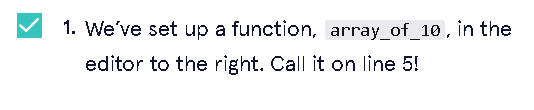 1. We’ve set up a function, array_of_10, in the
editor to the right. Call it on line 5!